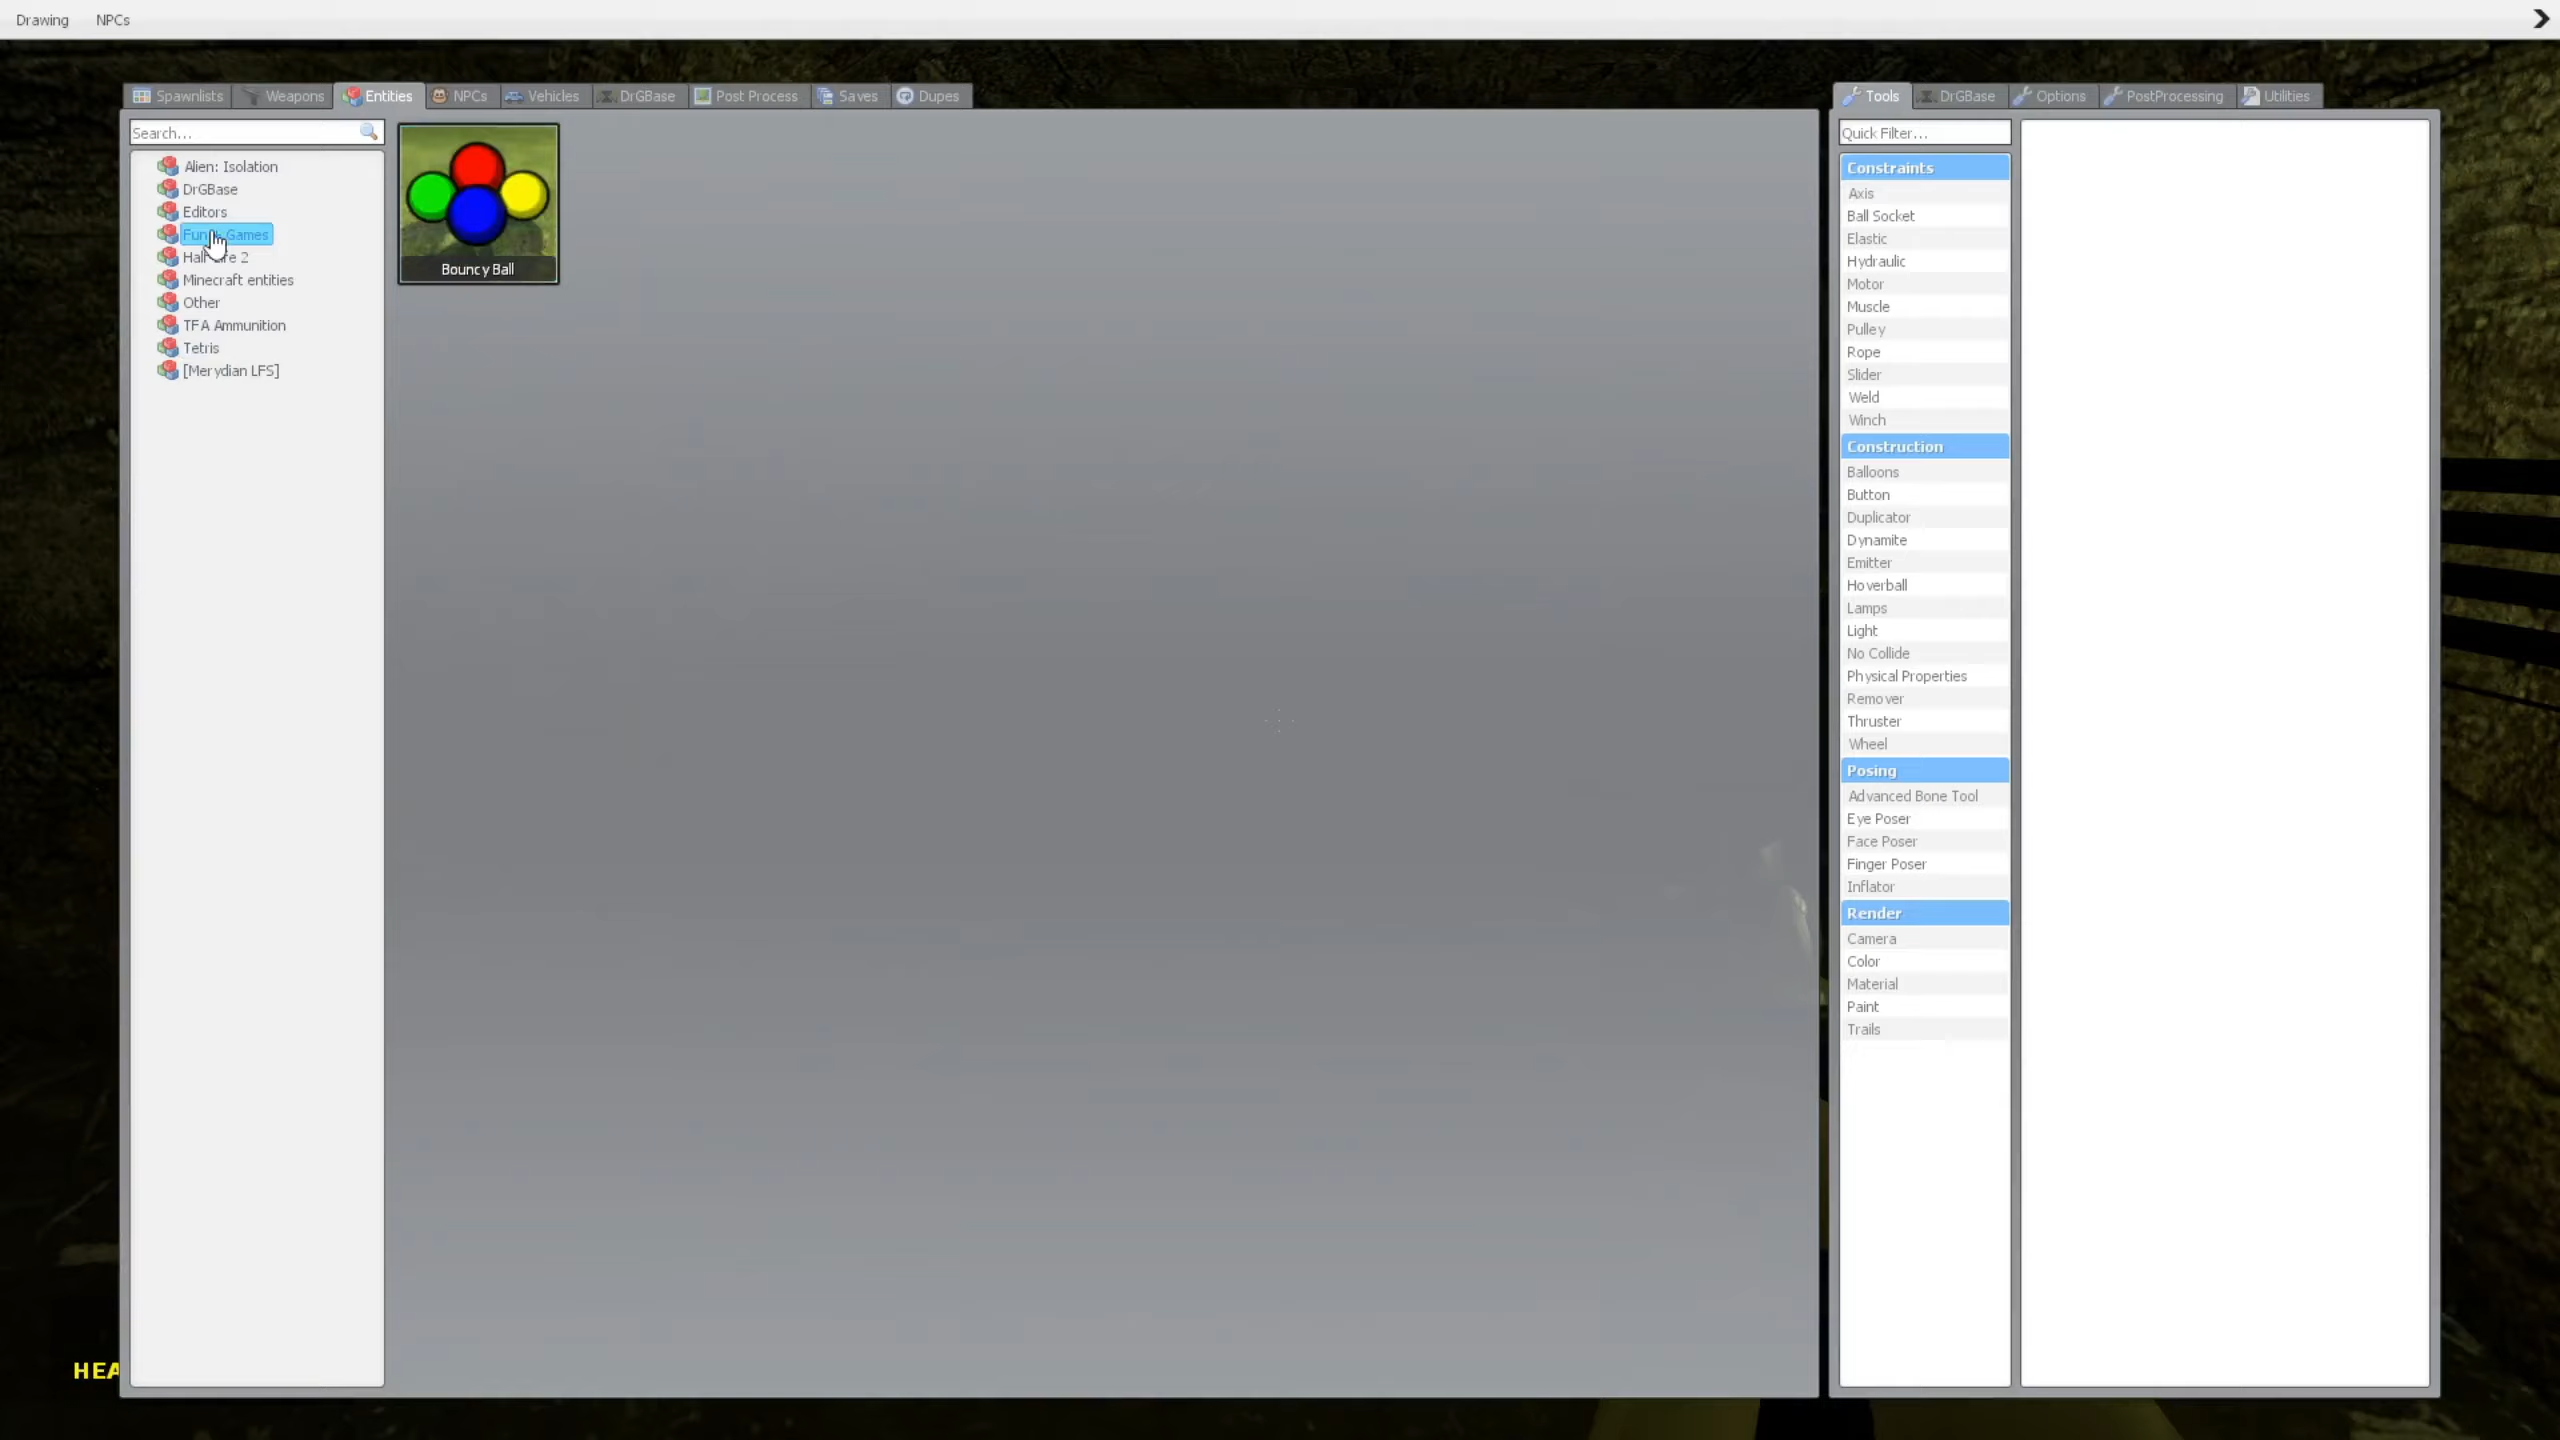 Drawing NPCs
Spawnlists Weapons Entities NPCs Vehicles DrGBase Post Process Saves Dupes
Search...
Alien: Isolation
DrGBase
Editors
Fun Games
Half-Life 2
Minecraft entities
Other
TFA Ammunition
Tetris
[Merydian LFS]
Bouncy Ball
Tools DrGBase Options PostProcessing Utilities
Quick Filter...
Constraints
Axis
Ball Socket
Elastic
Hydraulic
Motor
Muscle
Pulley
Rope
Slider
Weld
Winch
Construction
Balloons
Button
Duplicator
Dynamite
Emitter
Hoverball
Lamps
Light
No Collide
Physical Properties
Remover
Thruster
Wheel
Posing
Advanced Bone Tool
Eye Poser
Face Poser
Finger Poser
Inflator
Render
Camera
Color
Material
Paint
Trails
HEA